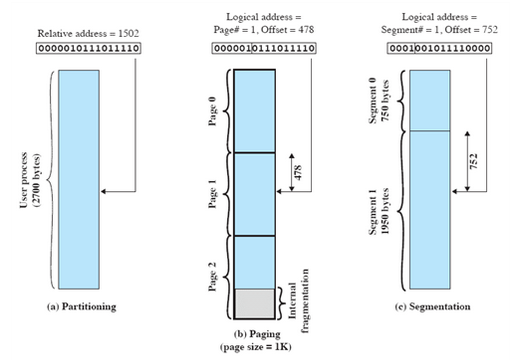 Relative address = 1502
0000010111011110
User process
(2700 bytes)
(a) Partitioning
Logical address =
Page# = 1, Offset = 478
0000010111011110
Page 0
Page 1
Page 2
478
Internal
fragmentation
(b) Paging
(page size = 1K)
Logical address =
Segment# = 1, Offset = 752
0001001011110000
Segment 0
750 bytes
Segment 1
1950 bytes
752
(c) Segmentation